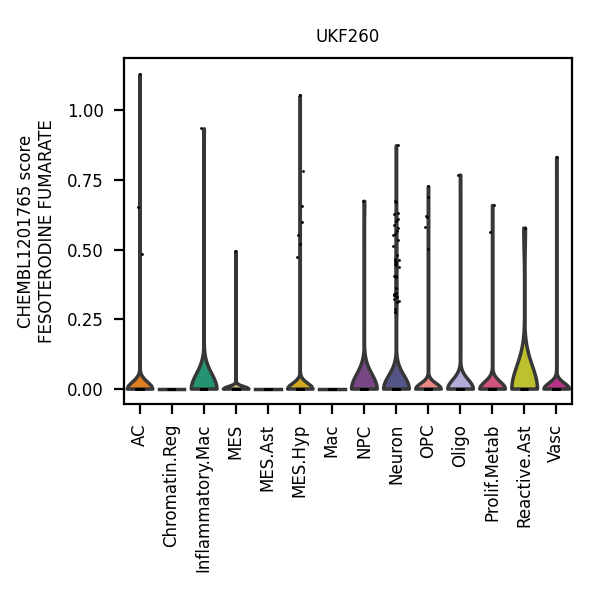 UKF260
CHEMBL1201765 score
FESOTERODINE FUMARATE
1.00
0.75
0.50
0.25
0.00
AC
Chromatin.Reg
Inflammatory.Mac
MES
MES.Ast
MES.Hyp
Mac
NPC
Neuron
OPC
Oligo
Prolif.Metab
Reactive.Ast
Vasc